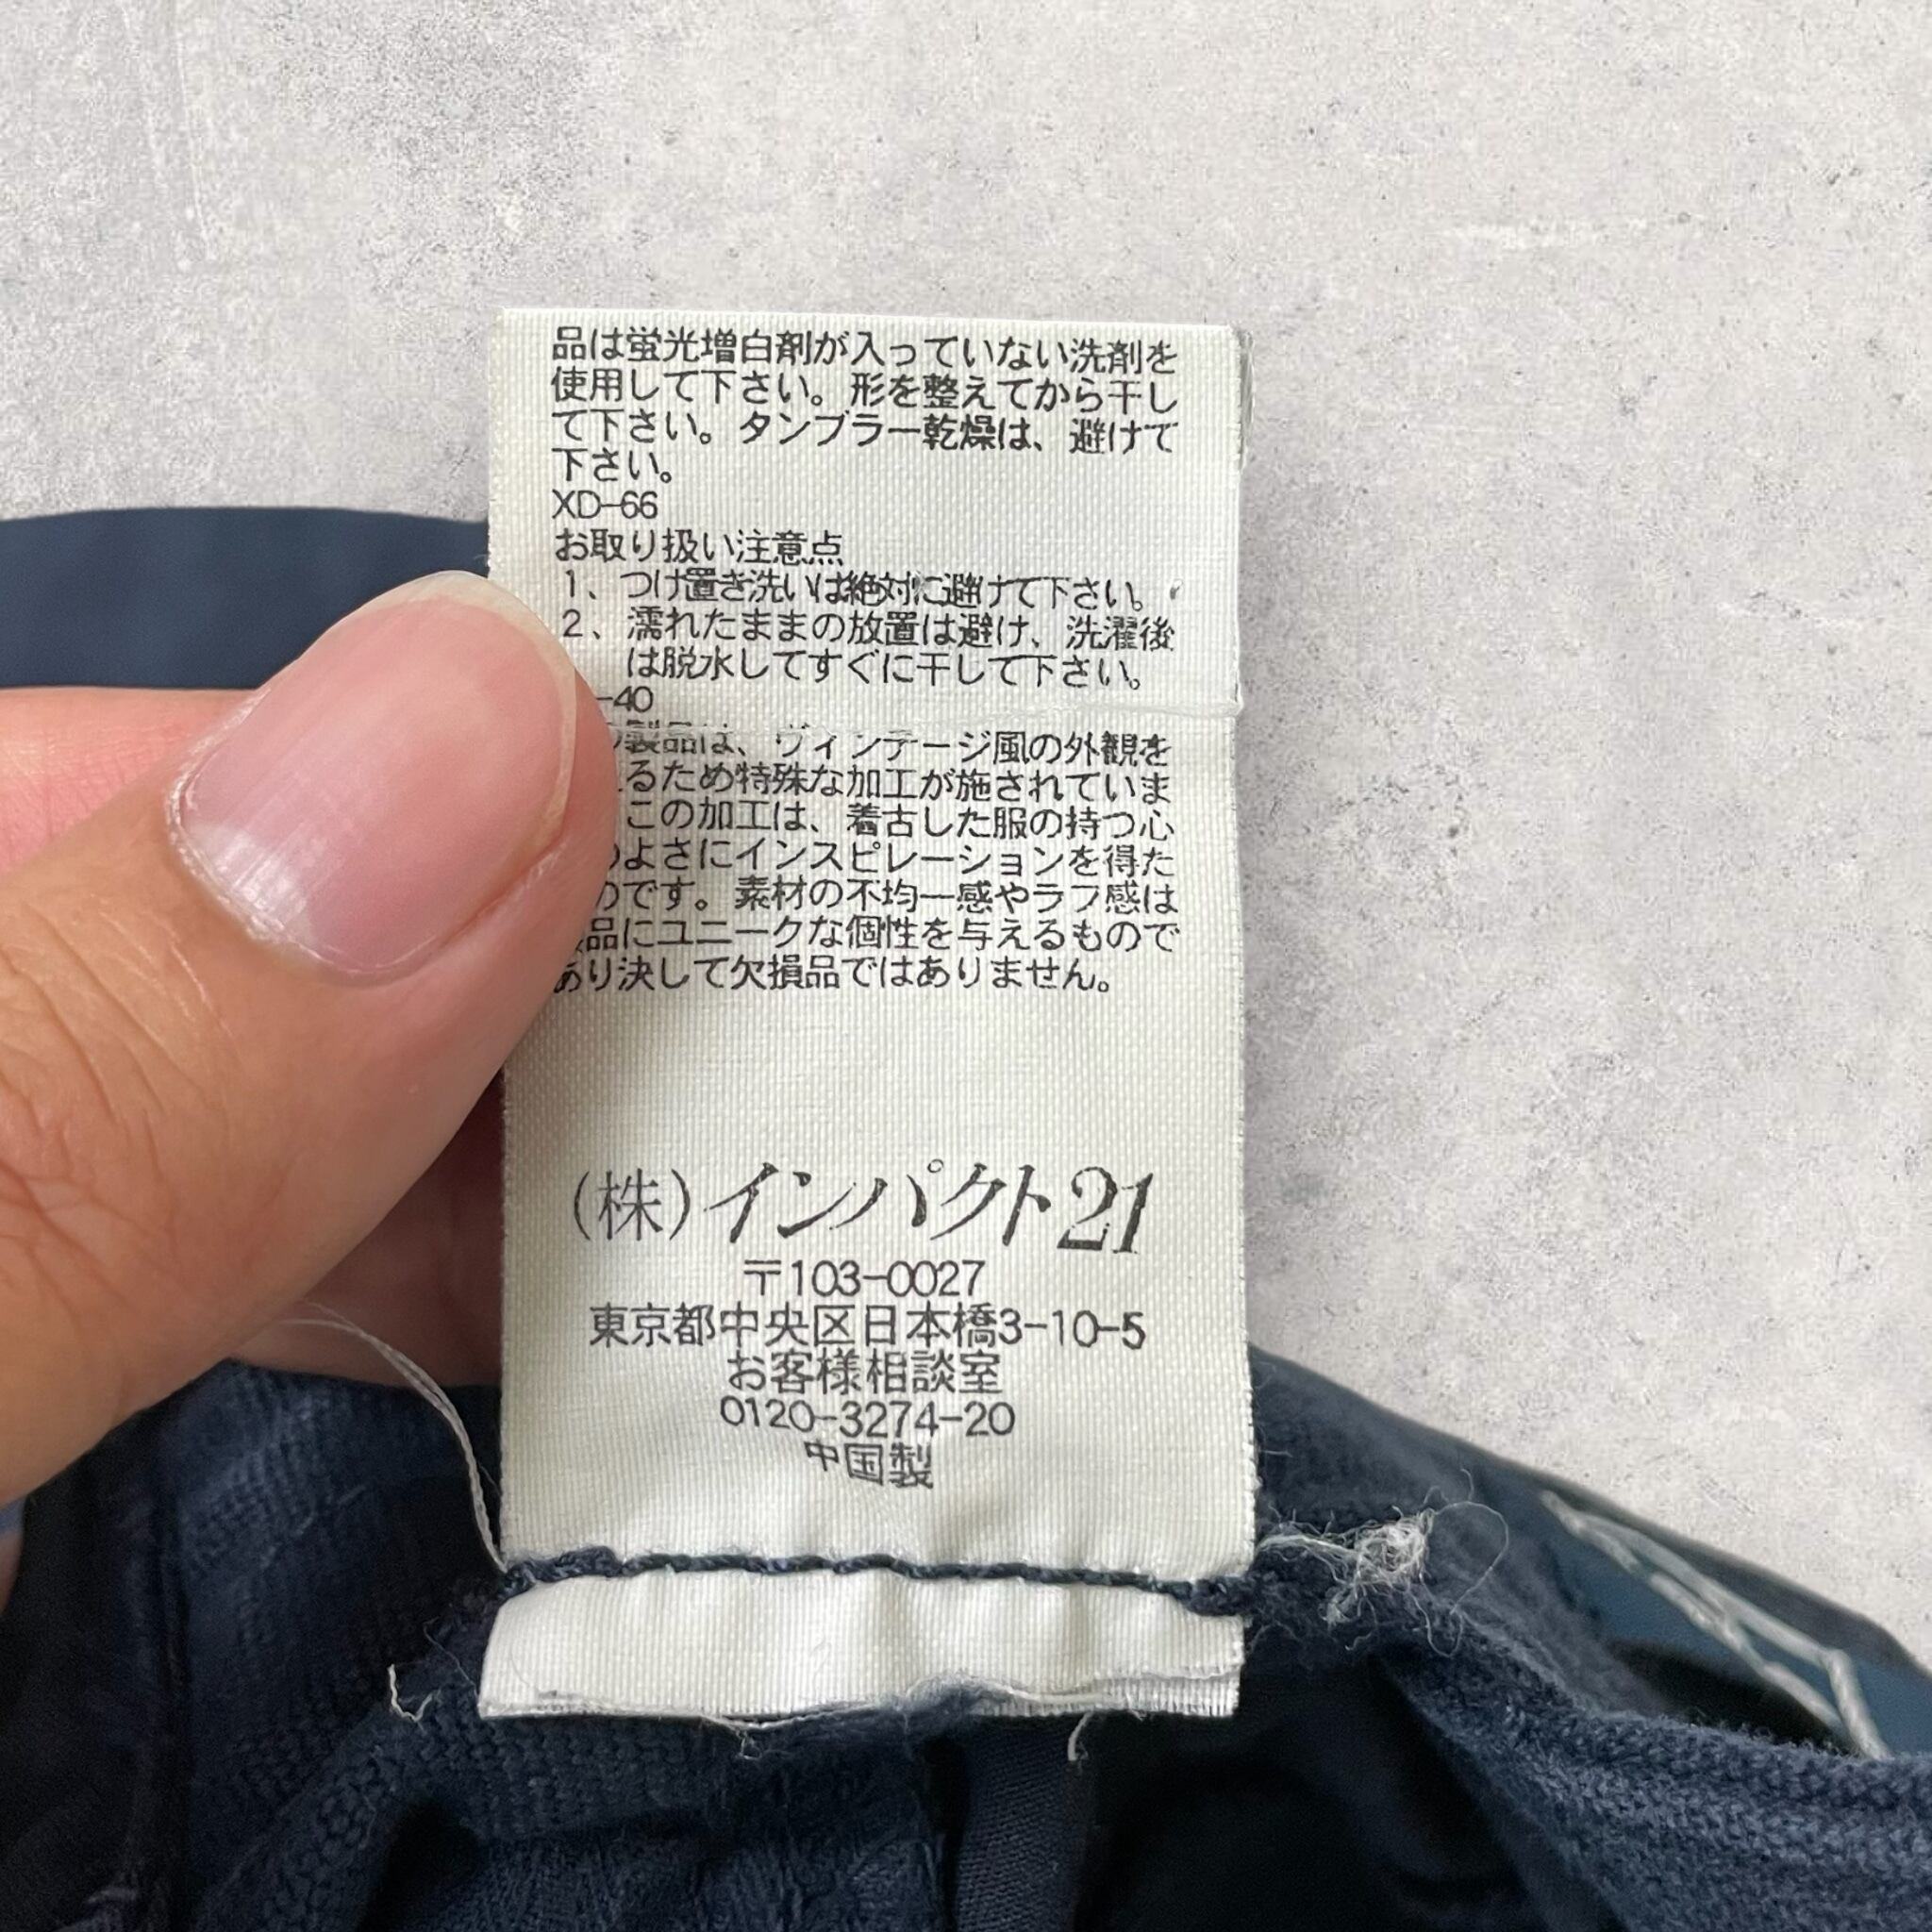 品は蛍光増白剤が入っていない洗剤を
使用して下さい。形を整えてから干し
て下さい。タンブラー乾燥は、避けて
下さい。
XD-66
お取り扱い注意点
1、つけ置き洗いは絶対に避けて下さい。
2、濡れたままの放置は避け、洗濯後
は脱水してすぐに干して下さい。
-40
製品は、ヴィンテージ風の外観を
るため特殊な加工が施されていま
この加工は、着古した服の持つ心
のよさにインスピレーションを得た
のです。素材の不均一感やラフ感は
品にユニークな個性を与えるもので
あり決して欠損品ではありません。
(株)インパクト21
〒103-0027
東京都中央区日本橋3-10-5
お客様相談室
0120-3274-20
中国製